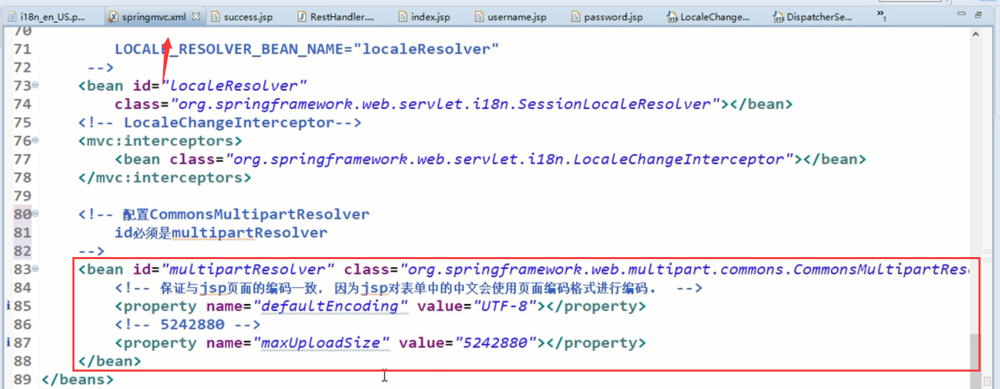 i18n_en_US.p... springmvc.xml success.jsp RestHandler.... index.jsp username.jsp password.jsp LocaleChange... DispatcherSe... »1
70
71 LOCALE_RESOLVER_BEAN_NAME="localeResolver"
72 -->
73 <bean id="localeResolver"
74 class="org.springframework.web.servlet.i18n.SessionLocaleResolver"></bean>
75 <!-- LocaleChangeInterceptor-->
76 <mvc:interceptors>
77 <bean class="org.springframework.web.servlet.i18n.LocaleChangeInterceptor"></bean>
78 </mvc:interceptors>
79
80 <!-- 配置CommonsMultipartResolver
81 id必须是multipartResolver
82 -->
83 <bean id="multipartResolver" class="org.springframework.web.multipart.commons.CommonsMultipartReso
84 <!-- 保证与jsp页面的编码一致, 因为jsp对表单中的中文会使用页面编码格式进行编码. -->
85 <property name="defaultEncoding" value="UTF-8"></property>
86 <!-- 5242880 -->
87 <property name="maxUploadSize" value="5242880"></property>
88 </bean>
89 </beans>